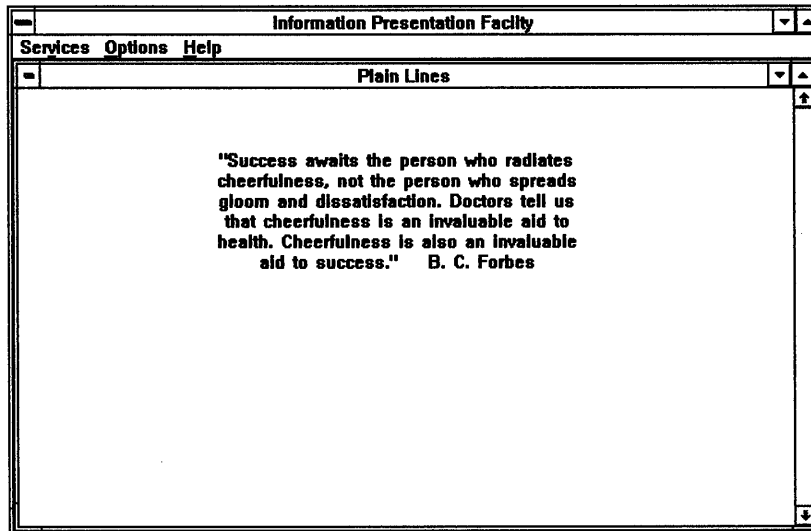 Information Presentation Facilty
Services Options Help
Plain Lines
"Success awaits the person who radiates
cheerfulness, not the person who spreads
gloom and dissatisfaction. Doctors tell us
that cheerfulness is an invaluable aid to
health. Cheerfulness is also an invaluable
aid to success." B. C. Forbes